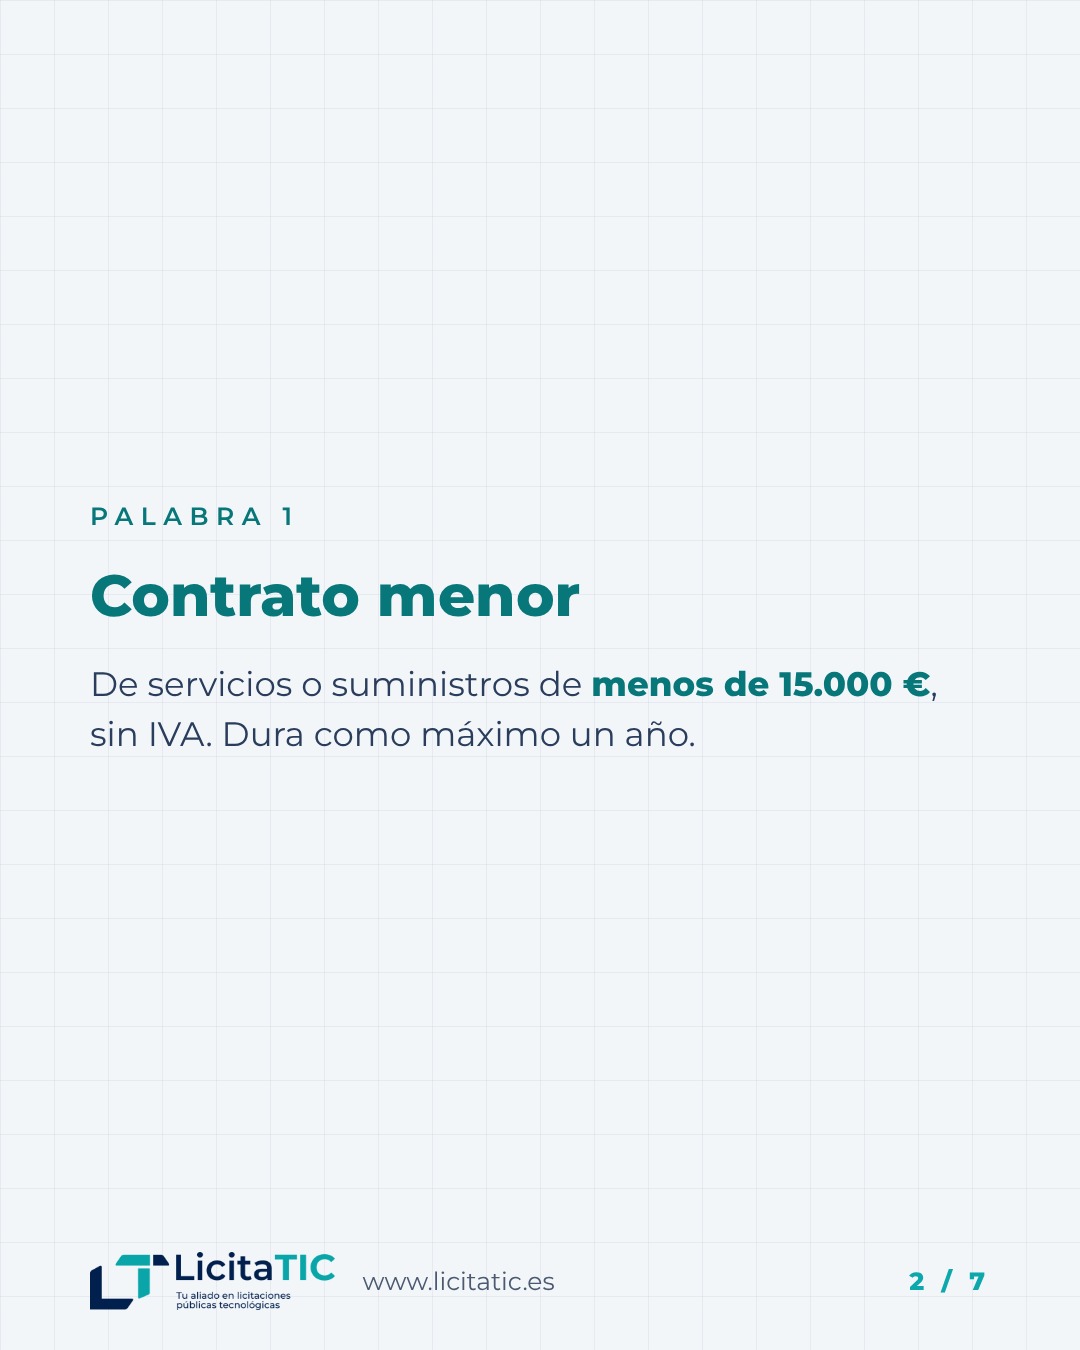 PALABRA 1
Contrato menor
De servicios o suministros de menos de 15.000 €,
sin IVA. Dura como máximo un año.
LicitaTIC
Tu aliado en licitaciones
públicas tecnológicas
www.licitatic.es
2 / 7